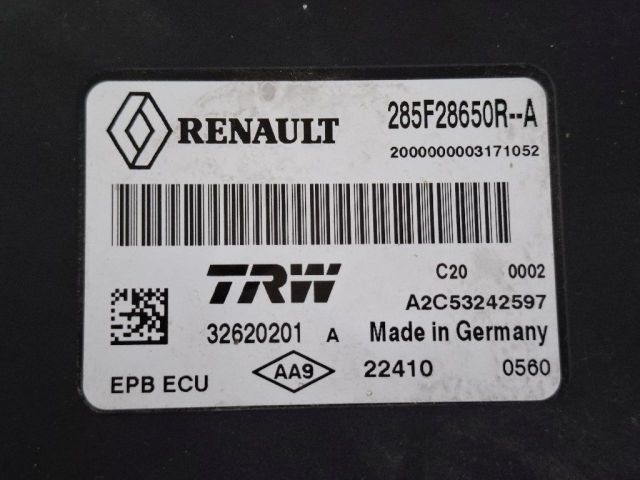 RENAULT 285F28650R--A
2000000003171052
TRW C20 0002
A2C53242597
32620201 A Made in Germany
EPB ECU AA9 22410 0560